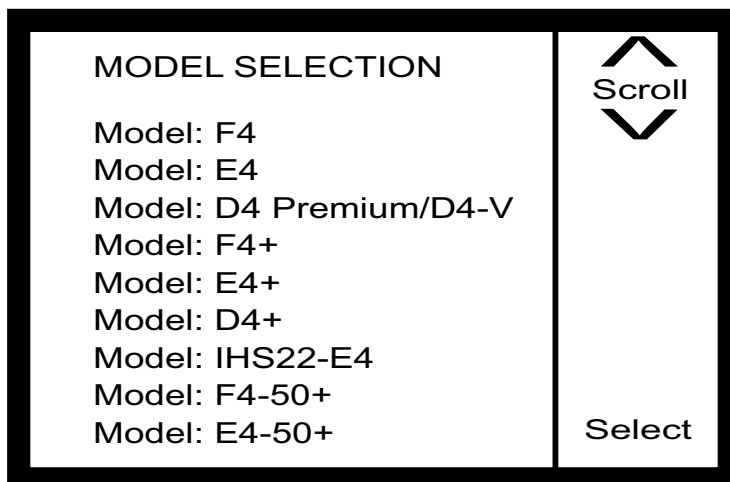 MODEL SELECTION
Model: F4
Model: E4
Model: D4 Premium/D4-V
Model: F4+
Model: E4+
Model: D4+
Model: IHS22-E4
Model: F4-50+
Model: E4-50+
Scroll
Select